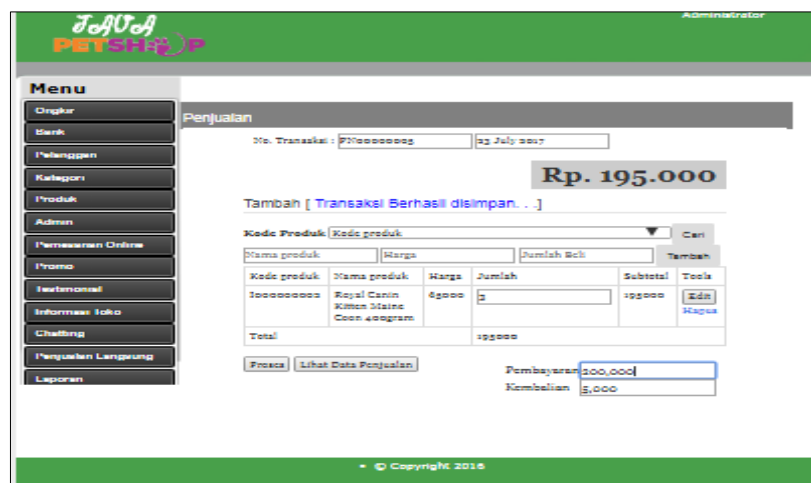 Administrator
JAVA
PETSHOP
Menu
Ongkir
Bank
Pelanggan
Kategori
Produk
Admin
Pemesanan Online
Promo
Testimonial
Informasi Toko
Chatting
Penjualan Langsung
Laporan
Penjualan
No. Transaksi : PN00000005 23 July 2017
Rp. 195.000
Tambah [ Transaksi Berhasil disimpan. . .]
Kode Produk Kode produk Cari
Nama produk Harga Jumlah Beli Tambah
Kode produk Nama produk Harga Jumlah Subtotal Tools
Royal Canin 65000 3 195000 Edit
Kitten Maine Hapus
Coon 400gram
Total 195000
Proses Lihat Data Penjualan
Pembayaran 200,000
Kembalian 5,000
• © Copyright 2016